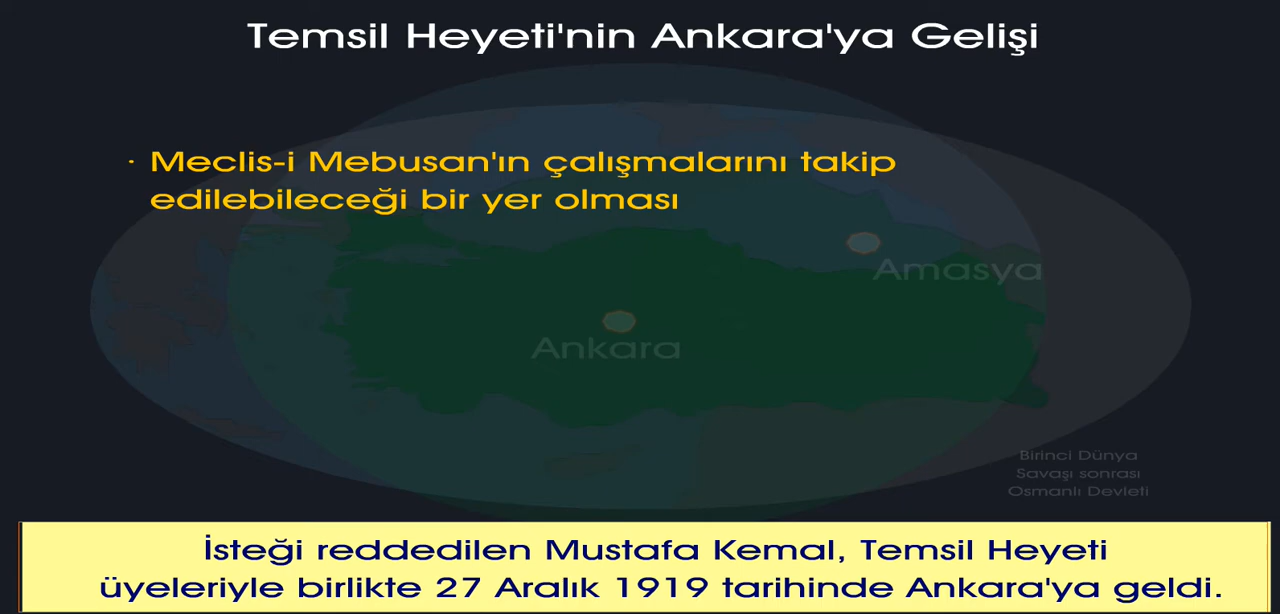 Temsil Heyeti'nin Ankara'ya Gelişi
· Meclis-i Mebusan'ın çalışmalarını takip
edilebileceği bir yer olması
Amasya
Ankara
Birinci Dünya
Savaşı sonrası
Osmanlı Devleti
İsteği reddedilen Mustafa Kemal, Temsil Heyeti
üyeleriyle birlikte 27 Aralık 1919 tarihinde Ankara'ya geldi.